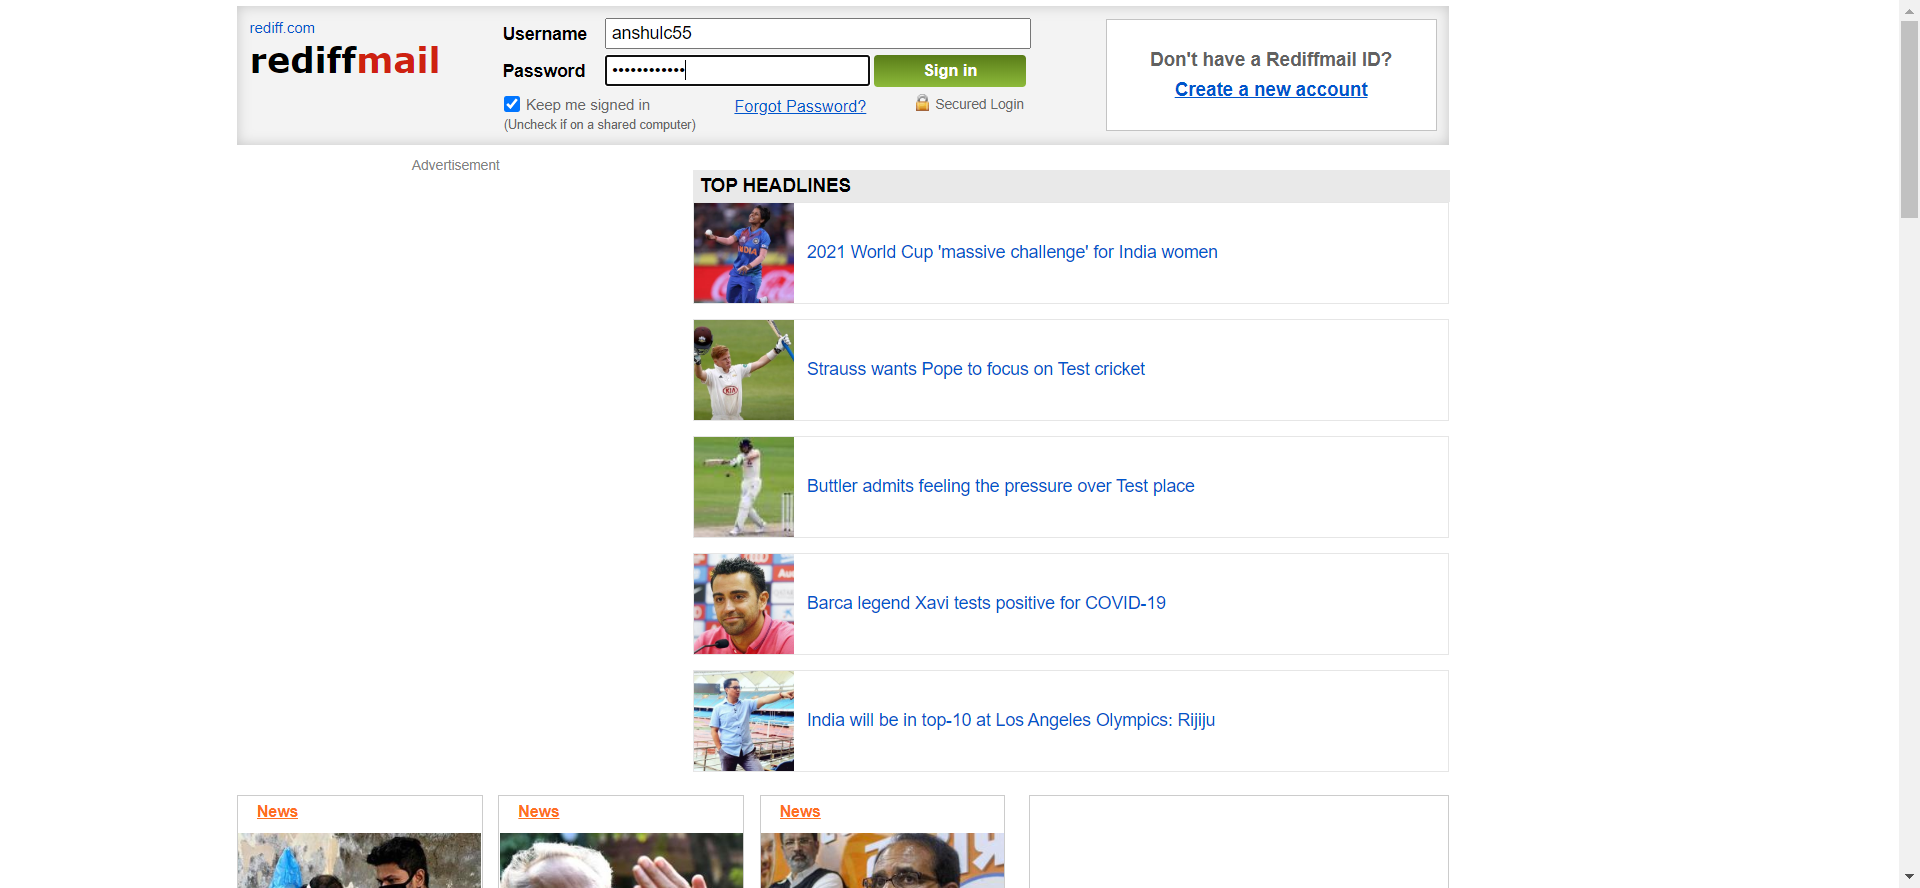 rediff.com
rediffmail
Username anshulc55
Password ••••••••••••
Sign in
Keep me signed in
(Uncheck if on a shared computer)
Forgot Password?
Secured Login
Don't have a Rediffmail ID?
Create a new account
Advertisement
TOP HEADLINES
INDIA
2021 World Cup 'massive challenge' for India women
KIA
Strauss wants Pope to focus on Test cricket
Buttler admits feeling the pressure over Test place
Barca legend Xavi tests positive for COVID-19
India will be in top-10 at Los Angeles Olympics: Rijiju
News
News
News